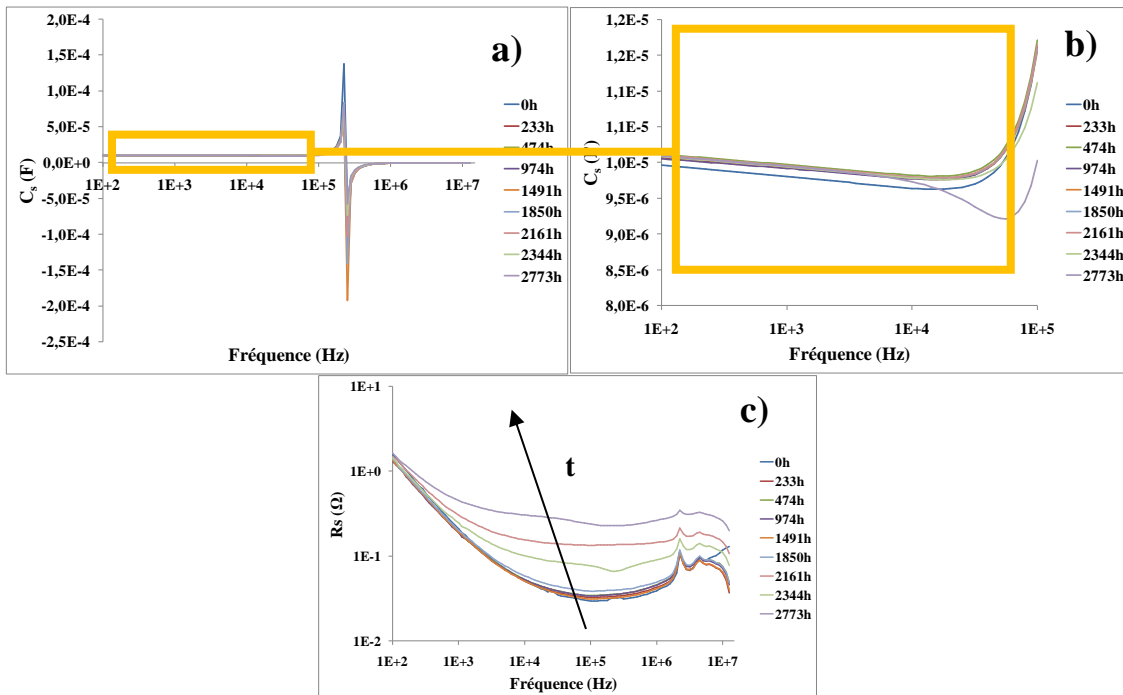 a)
2,0E-4
1,5E-4
1,0E-4
5,0E-5
0,0E+0
-5,0E-5
-1,0E-4
-1,5E-4
-2,0E-4
-2,5E-4
1E+2
1E+3
1E+4
1E+5
1E+6
1E+7
Cs (F)
Fréquence (Hz)
0h
233h
474h
974h
1491h
1850h
2161h
2344h
2773h
b)
1,2E-5
1,2E-5
1,1E-5
1,1E-5
1,0E-5
9,5E-6
9,0E-6
8,5E-6
8,0E-6
1E+2
1E+3
1E+4
1E+5
Cs (F)
Fréquence (Hz)
0h
233h
474h
974h
1491h
1850h
2161h
2344h
2773h
c)
t
1E+1
1E+0
1E-1
1E-2
1E+2
1E+3
1E+4
1E+5
1E+6
1E+7
Rs (Ω)
Fréquence (Hz)
0h
233h
474h
974h
1491h
1850h
2161h
2344h
2773h